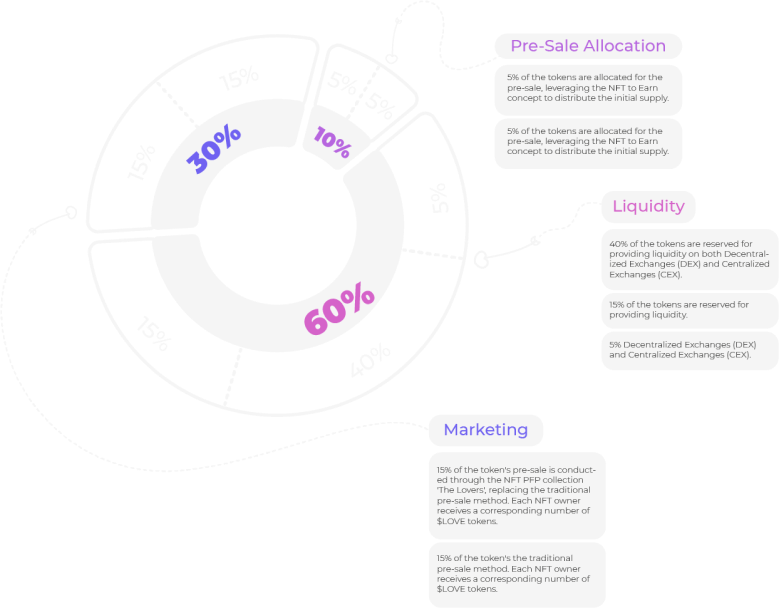 15%
5%
5%
15%
30%
10%
5%
60%
15%
40%
Pre-Sale Allocation
5% of the tokens are allocated for the
pre-sale, leveraging the NFT to Earn
concept to distribute the initial supply.
5% of the tokens are allocated for the
pre-sale, leveraging the NFT to Earn
concept to distribute the initial supply.
Liquidity
40% of the tokens are reserved for
providing liquidity on both Decentral-
ized Exchanges (DEX) and Centralized
Exchanges (CEX).
15% of the tokens are reserved for
providing liquidity.
5% Decentralized Exchanges (DEX)
and Centralized Exchanges (CEX).
Marketing
15% of the token's pre-sale is conduct-
ed through the NFT PFP collection
'The Lovers', replacing the traditional
pre-sale method. Each NFT owner
receives a corresponding number of
$LOVE tokens.
15% of the token's the traditional
pre-sale method. Each NFT owner
receives a corresponding number of
$LOVE tokens.